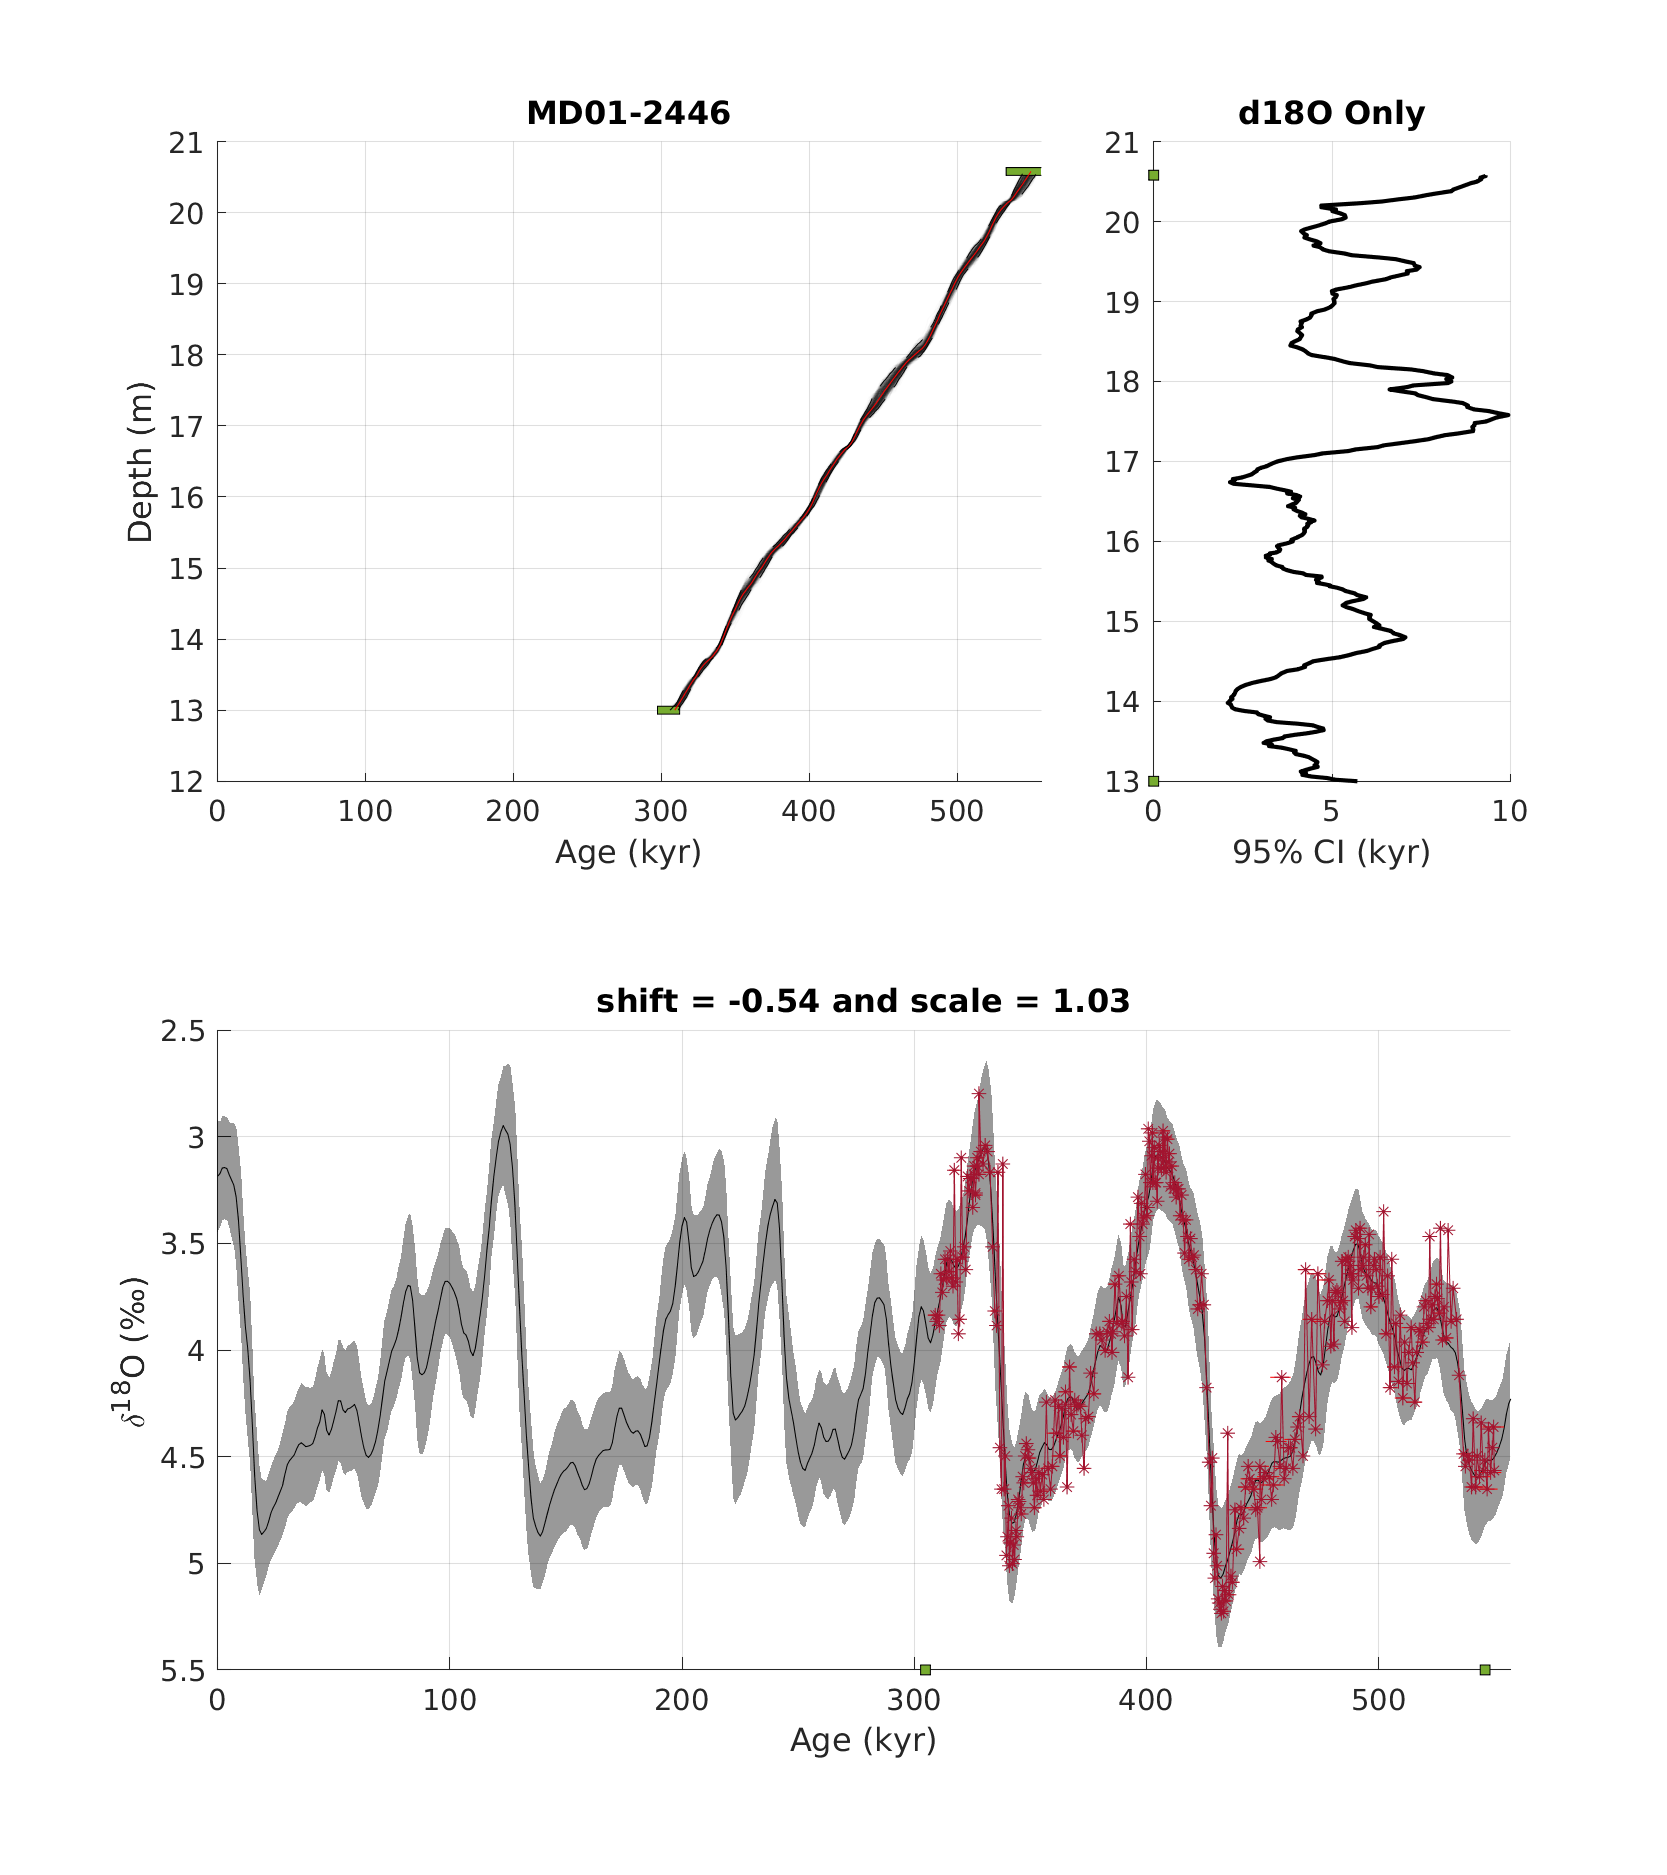 MD01-2446
21
20
19
18
17
16
15
14
13
12
Depth (m)
0 100 200 300 400 500
Age (kyr)
d18O Only
21
20
19
18
17
16
15
14
13
0 5 10
95% CI (kyr)
shift = -0.54 and scale = 1.03
2.5
3
3.5
4
4.5
5
5.5
δ¹⁸O (‰)
0 100 200 300 400 500
Age (kyr)